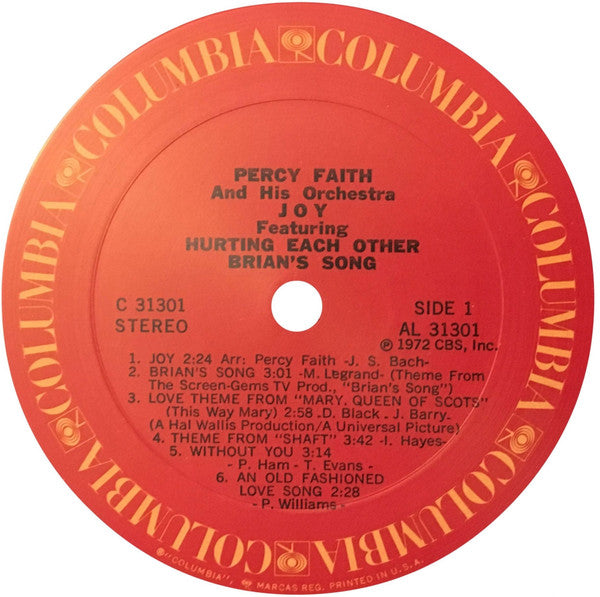 COLUMBIA COLUMBIA COLUMBIA COLUMBIA COLUMBIA COLUMBIA
PERCY FAITH
And His Orchestra
JOY
Featuring
HURTING EACH OTHER
BRIAN'S SONG
C 31301
STEREO
SIDE 1
AL 31301
℗ 1972 CBS, Inc.
1. JOY 2:24 Arr: Percy Faith -J. S. Bach-
2. BRIAN'S SONG 3:01 -M. Legrand- (Theme From
The Screen-Gems TV Prod., "Brian's Song")
3. LOVE THEME FROM "MARY, QUEEN OF SCOTS"
(This Way Mary) 2:58 -D. Black - J. Barry-
(A Hal Wallis Production/A Universal Picture)
4. THEME FROM "SHAFT" 3:42 -I. Hayes-
5. WITHOUT YOU 3:14
- P. Ham - T. Evans -
6. AN OLD FASHIONED
LOVE SONG 2:28
- P. Williams -
®"COLUMBIA", MARCAS REG. PRINTED IN U.S.A.